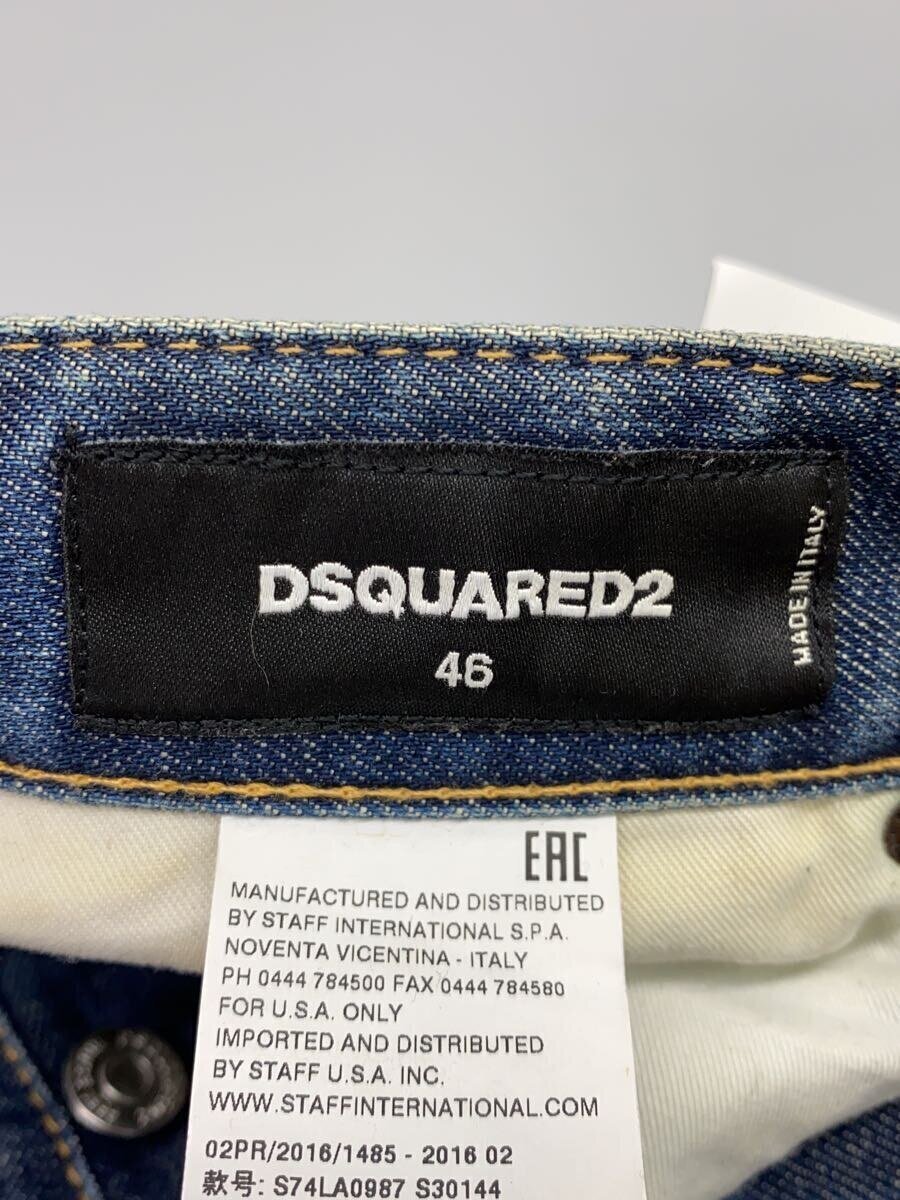 DSQUARED2
46
MADE IN ITALY
EAC
MANUFACTURED AND DISTRIBUTED
BY STAFF INTERNATIONAL S.P.A.
NOVENTA VICENTINA - ITALY
PH 0444 784500 FAX 0444 784580
FOR U.S.A. ONLY
IMPORTED AND DISTRIBUTED
BY STAFF U.S.A. INC.
WWW.STAFFINTERNATIONAL.COM
02PR/2016/1485 - 2016 02
款号: S74LA0987 S30144